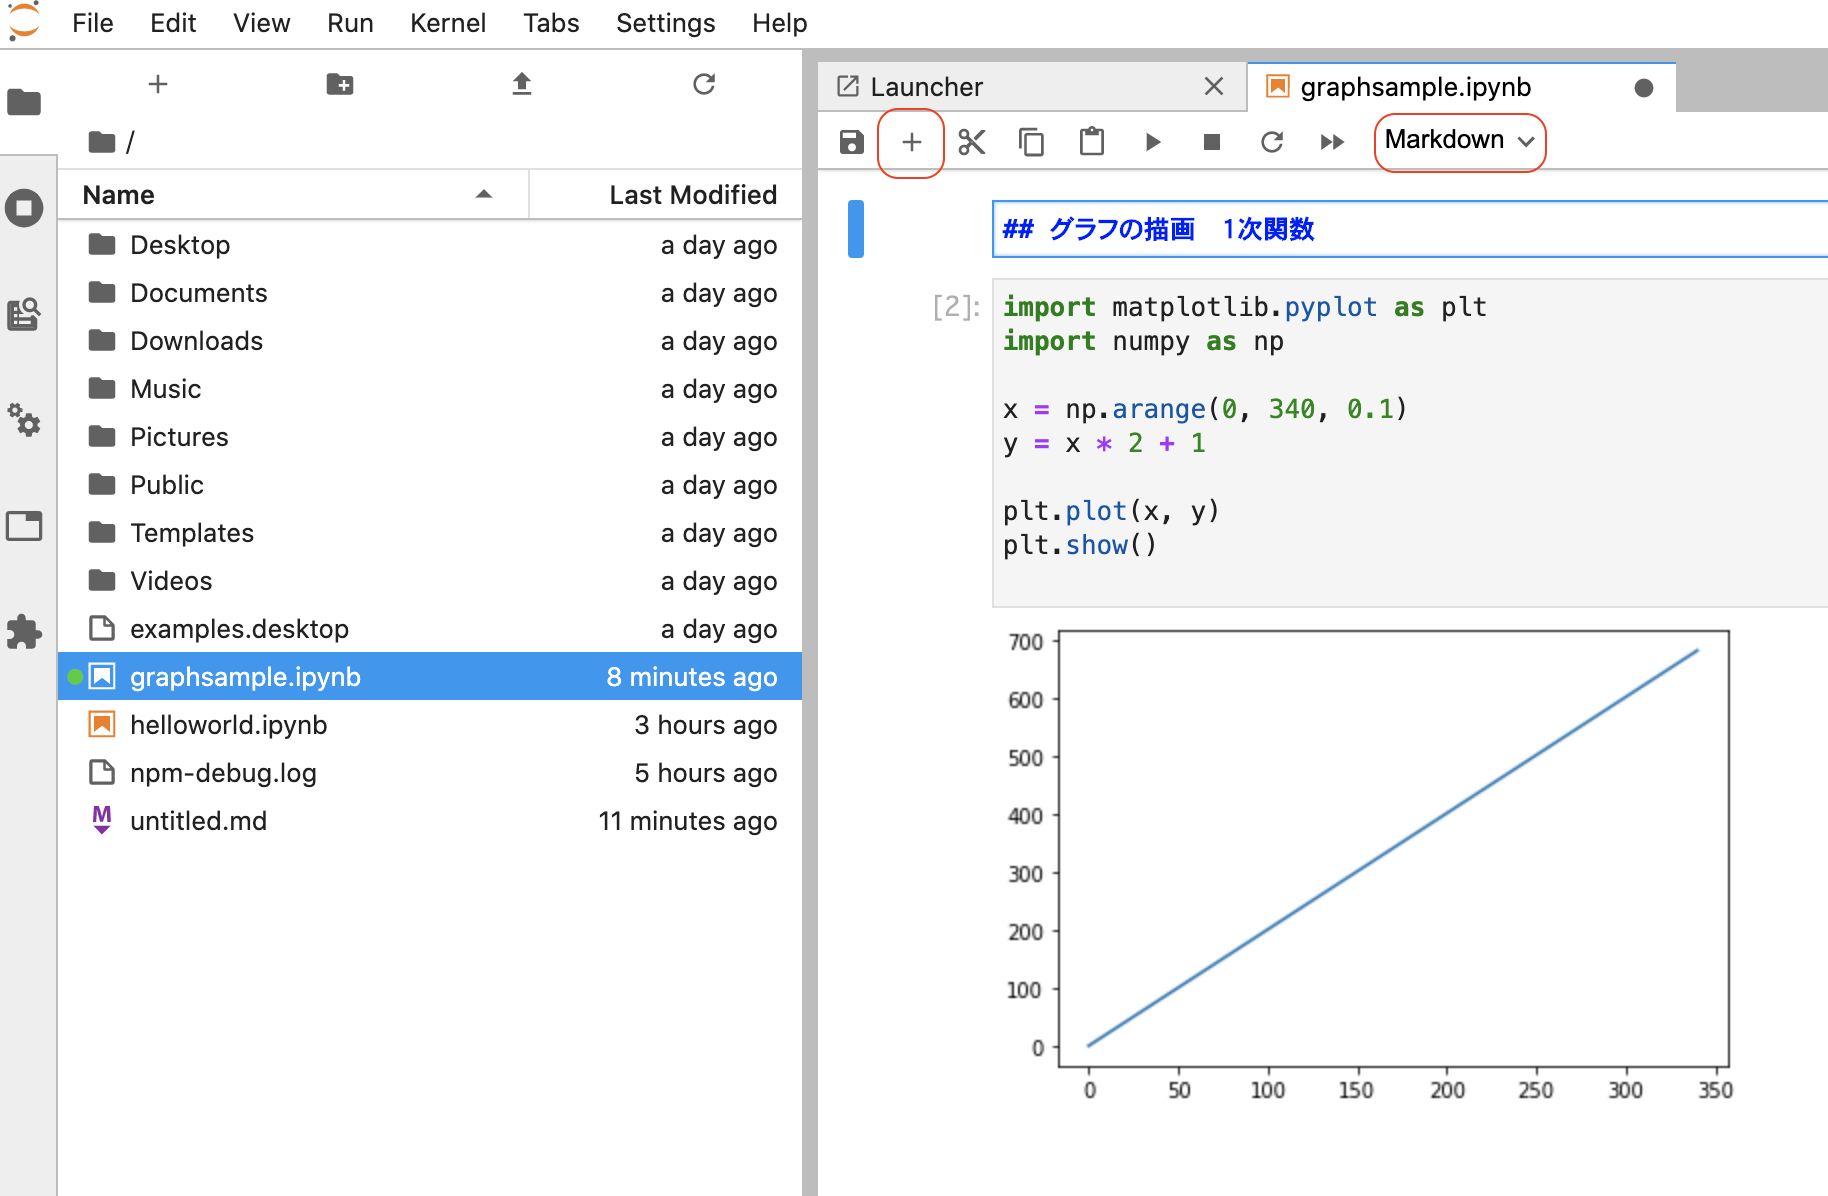 File Edit View Run Kernel Tabs Settings Help
/
Name Last Modified
Desktop a day ago
Documents a day ago
Downloads a day ago
Music a day ago
Pictures a day ago
Public a day ago
Templates a day ago
Videos a day ago
examples.desktop a day ago
graphsample.ipynb 8 minutes ago
helloworld.ipynb 3 hours ago
npm-debug.log 5 hours ago
M untitled.md 11 minutes ago
Launcher graphsample.ipynb
Markdown
## グラフの描画　1次関数
[2]: import matplotlib.pyplot as plt
import numpy as np
x = np.arange(0, 340, 0.1)
y = x * 2 + 1
plt.plot(x, y)
plt.show()
700
600
500
400
300
200
100
0
0 50 100 150 200 250 300 350